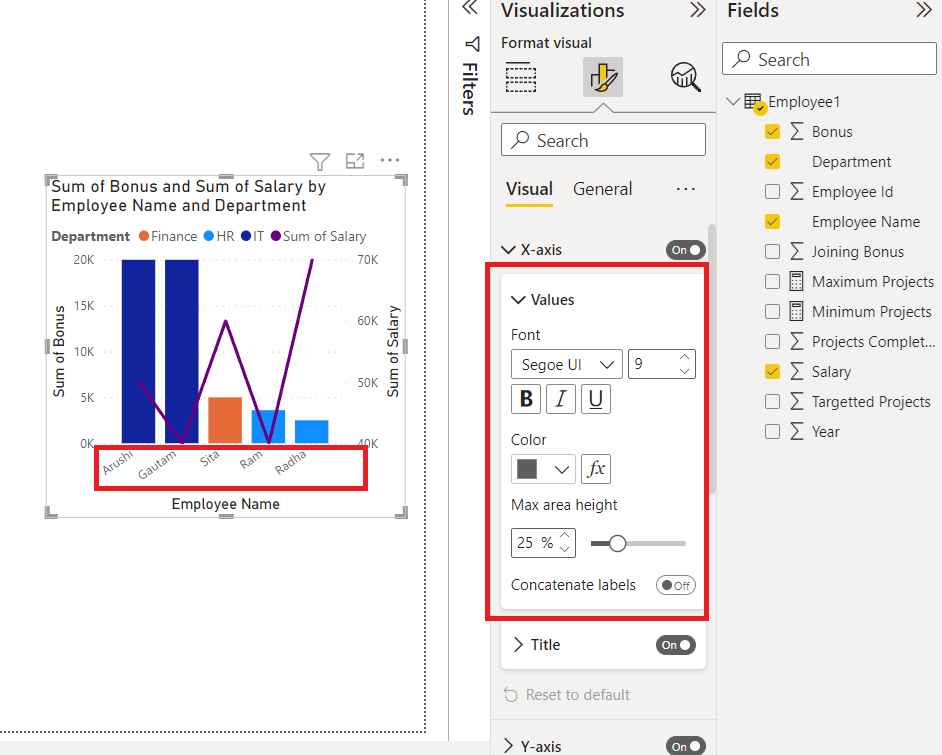 Sum of Bonus and Sum of Salary by
Employee Name and Department
Department Finance HR IT Sum of Salary
20K
15K
10K
5K
0K
70K
60K
50K
40K
Sum of Bonus
Sum of Salary
Arushi
Gautam
Sita
Ram
Radha
Employee Name
Filters
Visualizations
Format visual
Search
Visual General
X-axis On
Values
Font
Segoe UI 9
B I U
Color
fx
Max area height
25 %
Concatenate labels Off
Title On
Reset to default
Y-axis On
Fields
Search
Employee1
Bonus
Department
Employee Id
Employee Name
Joining Bonus
Maximum Projects
Minimum Projects
Projects Complet...
Salary
Targetted Projects
Year